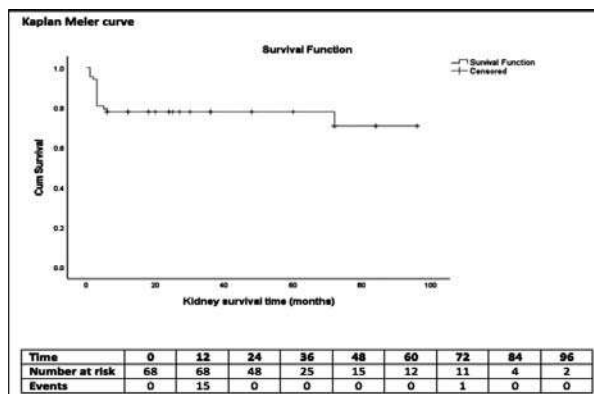 Kaplan Meler curve
Survival Function
Survival Function
Censored
1.0
0.8
0.6
0.4
0.2
0.0
Cum Survival
0 20 40 60 80 100
Kidney survival time (months)
Time 0 12 24 36 48 60 72 84 96
Number at risk 68 68 48 25 15 12 11 4 2
Events 0 15 0 0 0 0 1 0 0